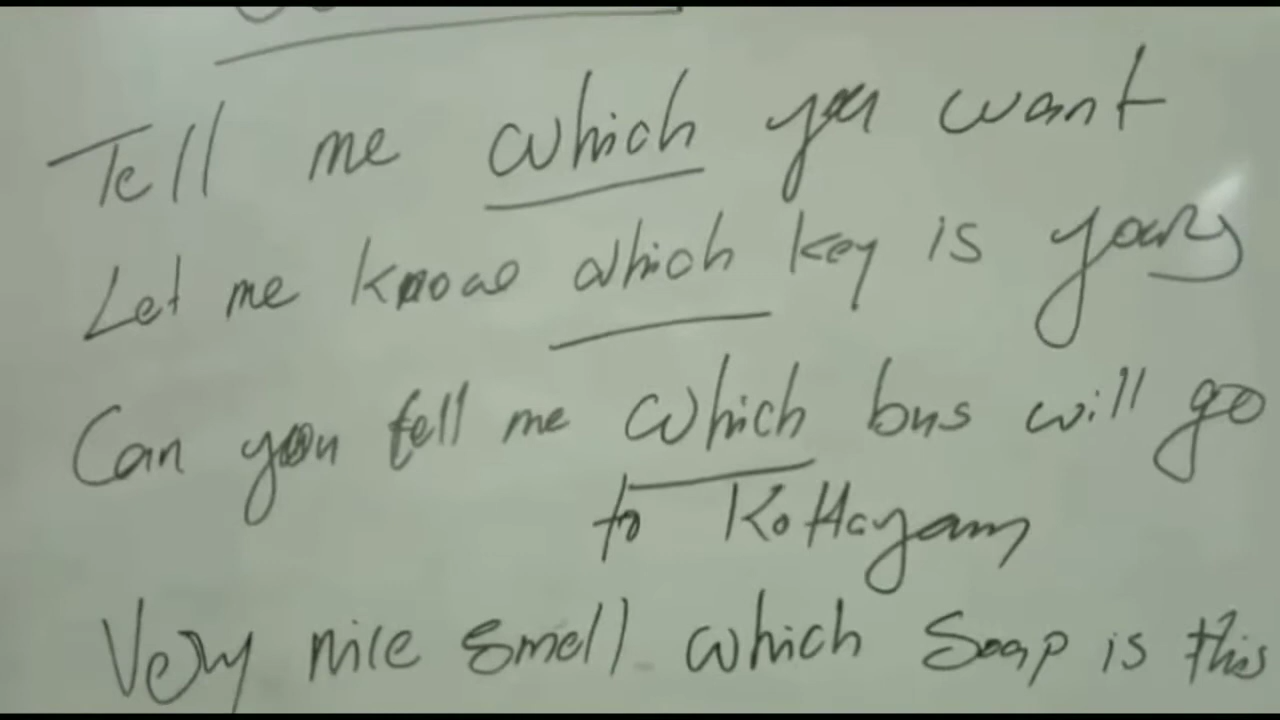 Tell me which you want
Let me know which key is yours
Can you tell me which bus will go
to Kottayam
Very nice smell which Soap is this